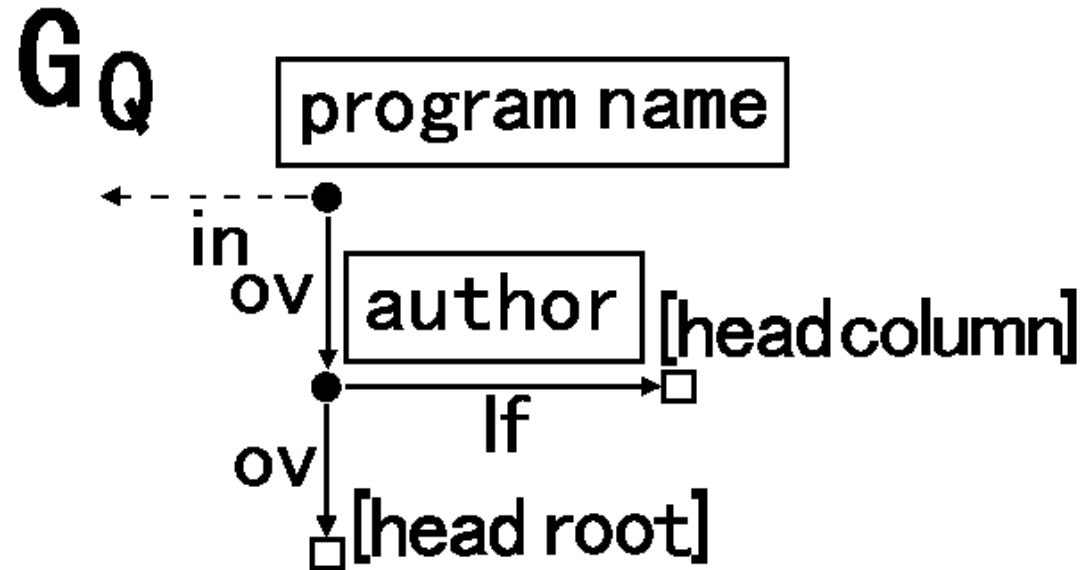 GQ
program name
in
ov
author
[head column]
lf
ov
[head root]